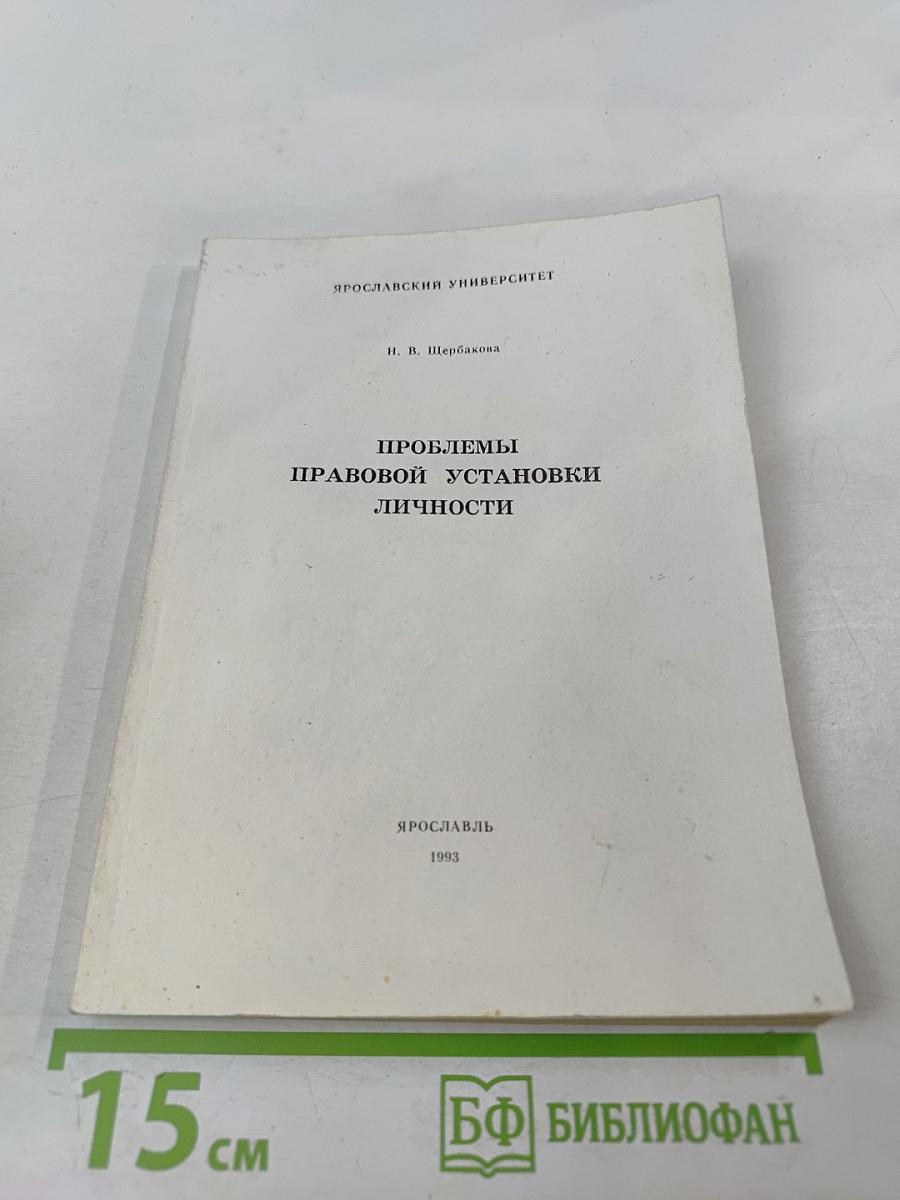 ЯРОСЛАВСКИЙ УНИВЕРСИТЕТ
Н. В. Щербакова
ПРОБЛЕМЫ
ПРАВОВОЙ УСТАНОВКИ
ЛИЧНОСТИ
ЯРОСЛАВЛЬ
1993
15 см
БФ БИБЛИОФАН